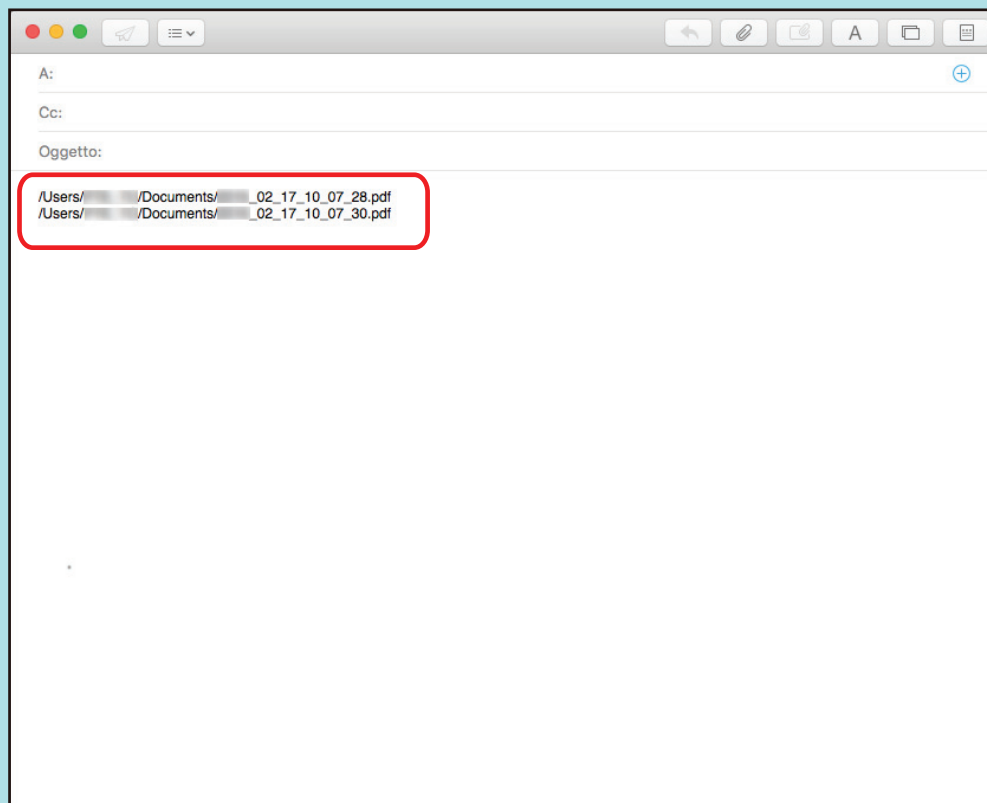 A:
Cc:
Oggetto:
/Users/ /Documents/ _02_17_10_07_28.pdf
/Users/ /Documents/ _02_17_10_07_30.pdf